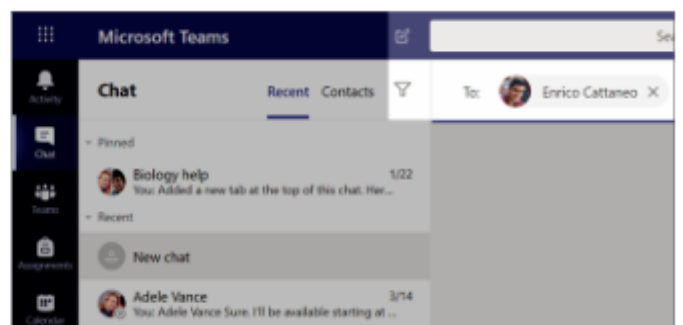 Microsoft Teams
Sea
Activity
Chat
Recent Contacts
To: Enrico Cattaneo ×
Chat
Pinned
Biology help 1/22
You: Added a new tab at the top of this chat. Her...
Teams
Recent
Assignments
New chat
Calendar
Adele Vance 3/14
You: Adele Vance Sure. I'll be available starting at ...